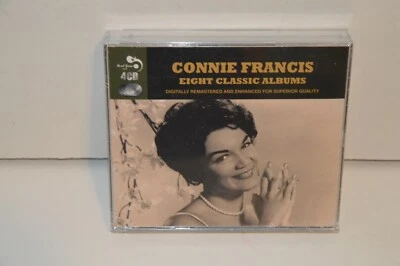 4CD
CONNIE FRANCIS
EIGHT CLASSIC ALBUMS
DIGITALLY REMASTERED AND ENHANCED FOR SUPERIOR QUALITY